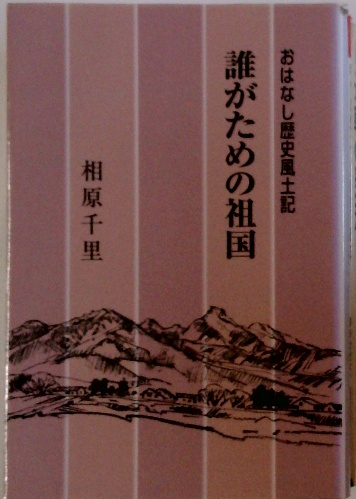 おはなし歴史風土記
誰がための祖国
相原千里